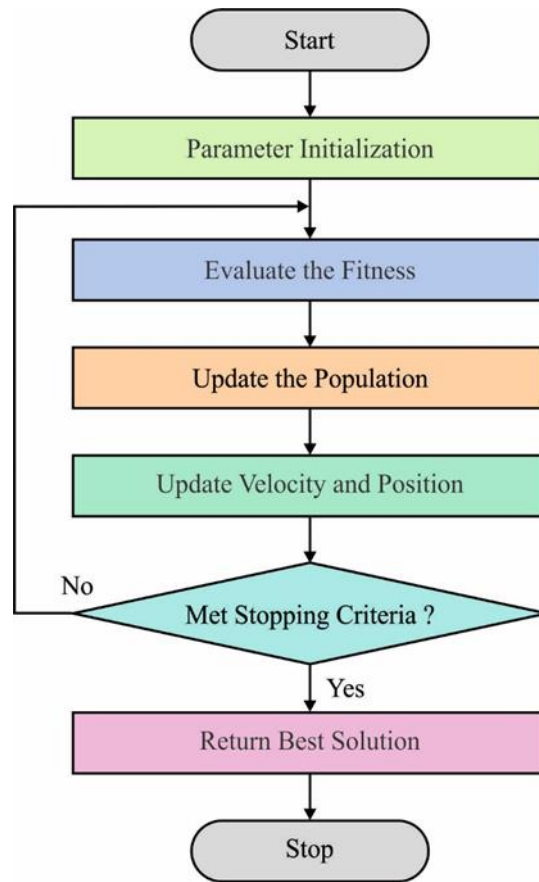 Start
Parameter Initialization
Evaluate the Fitness
Update the Population
Update Velocity and Position
No
Met Stopping Criteria ?
Yes
Return Best Solution
Stop